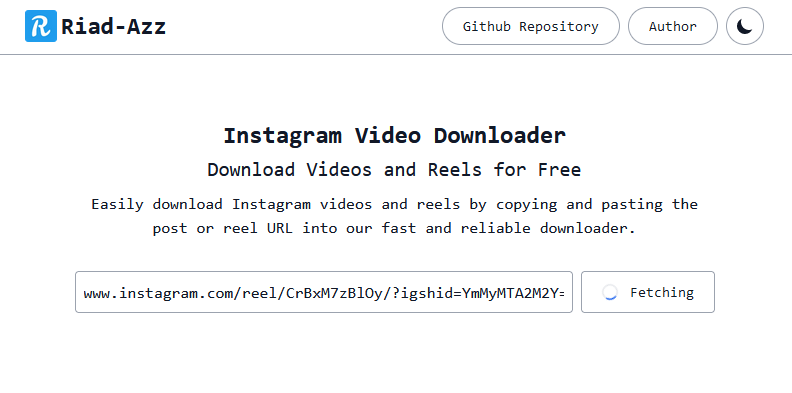 Riad-Azz
Github Repository
Author
Instagram Video Downloader
Download Videos and Reels for Free
Easily download Instagram videos and reels by copying and pasting the
post or reel URL into our fast and reliable downloader.
www.instagram.com/reel/CrBxM7zBlOy/?igshid=YmMyMTA2M2Y=
Fetching